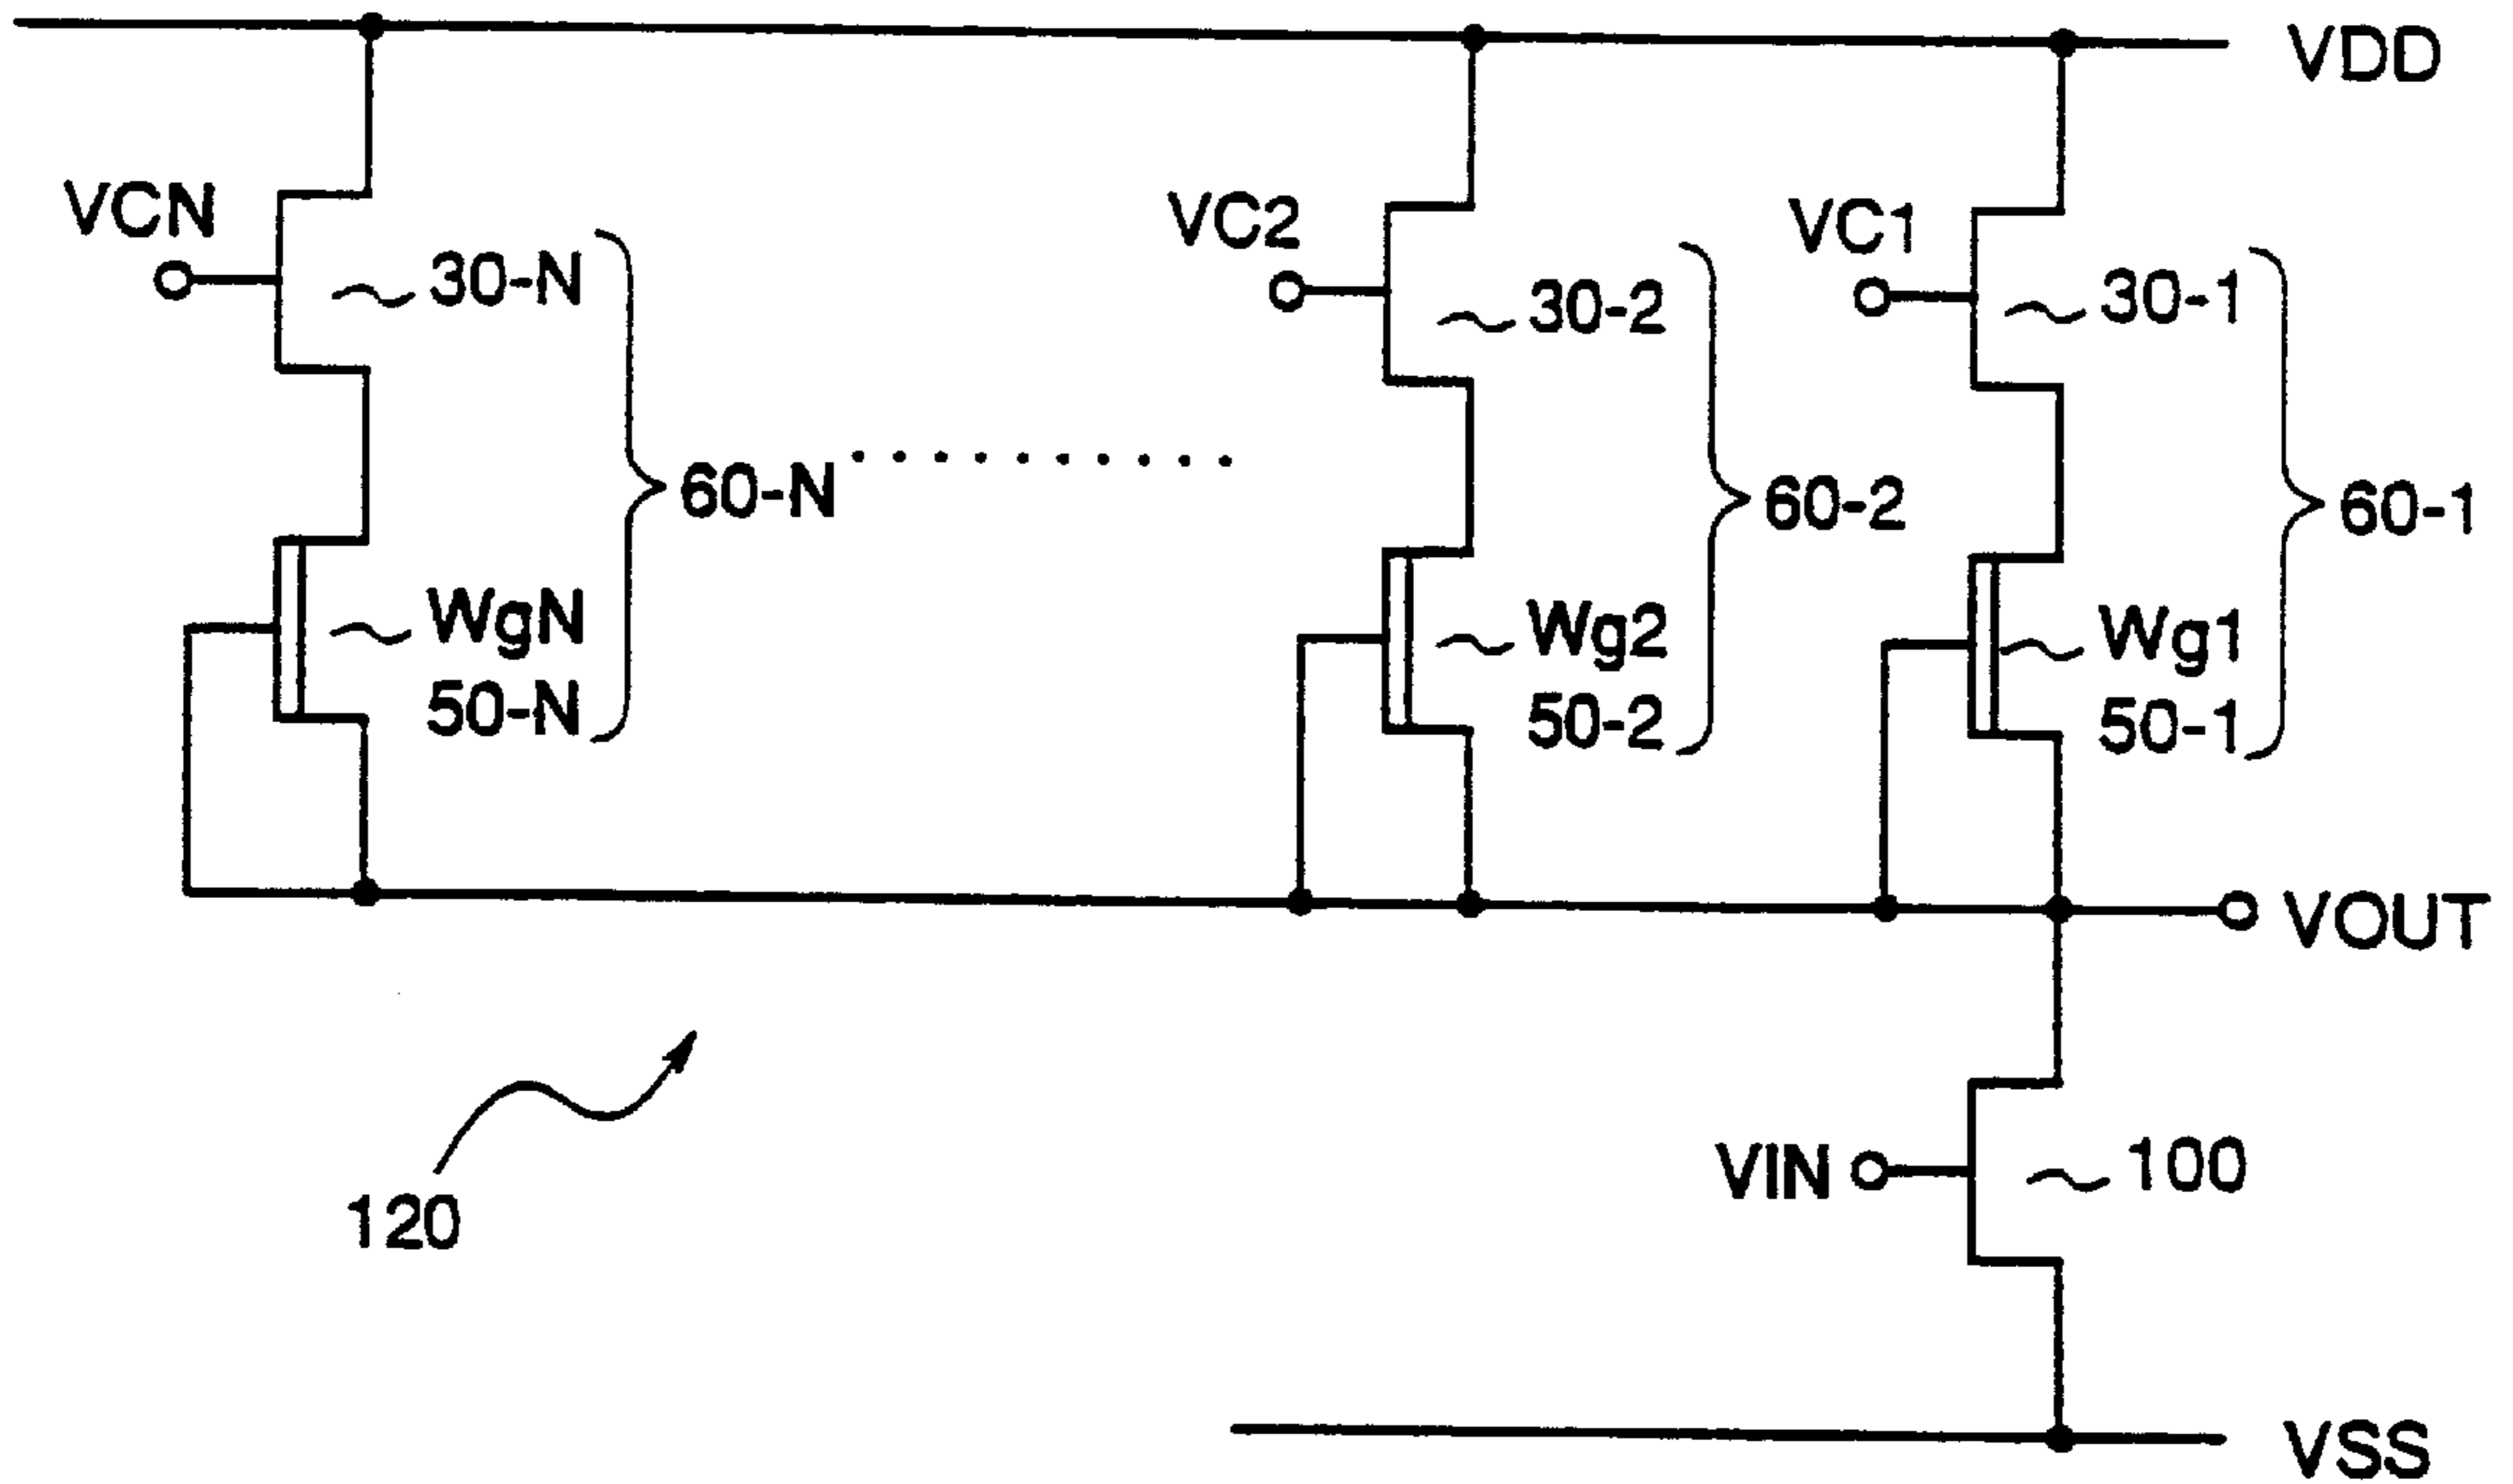 VDD
VCN
VC2
VC1
30-N
30-2
30-1
60-N
60-2
60-1
WgN
50-N
Wg2
50-2
Wg1
50-1
VOUT
VIN
100
120
VSS